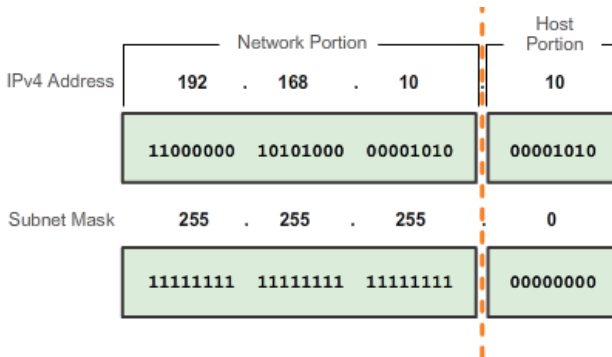 Network Portion
Host
Portion
IPv4 Address 192 . 168 . 10 . 10
11000000 10101000 00001010 00001010
Subnet Mask 255 . 255 . 255 . 0
11111111 11111111 11111111 00000000